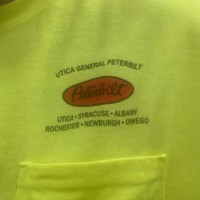 UTICA GENERAL PETERBILT
Peterbilt
UTICA • SYRACUSE • ALBANY
ROCHESTER • NEWBURGH • OWEGO